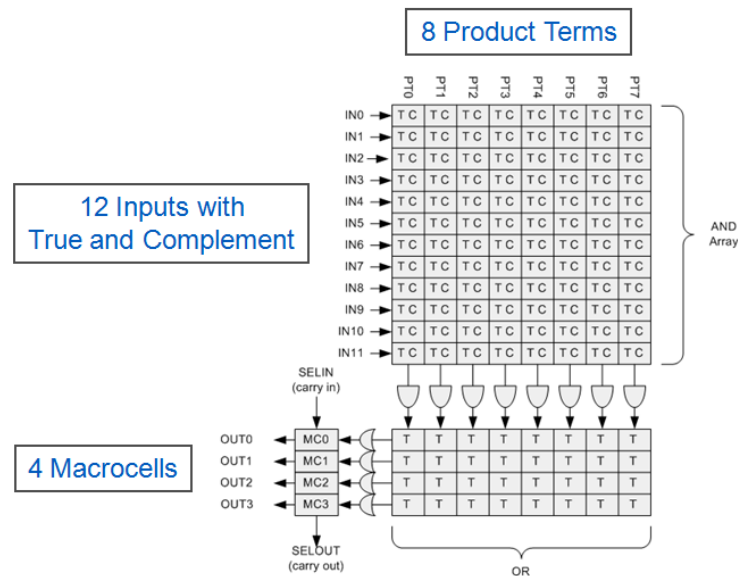 8 Product Terms
PT0 PT1 PT2 PT3 PT4 PT5 PT6 PT7
IN0 T C T C T C T C T C T C T C T C
IN1 T C T C T C T C T C T C T C T C
IN2 T C T C T C T C T C T C T C T C
IN3 T C T C T C T C T C T C T C T C
12 Inputs with
True and Complement
IN4 T C T C T C T C T C T C T C T C
IN5 T C T C T C T C T C T C T C T C
IN6 T C T C T C T C T C T C T C T C
IN7 T C T C T C T C T C T C T C T C
IN8 T C T C T C T C T C T C T C T C
IN9 T C T C T C T C T C T C T C T C
IN10 T C T C T C T C T C T C T C T C
IN11 T C T C T C T C T C T C T C T C
AND
Array
SELIN
(carry in)
4 Macrocells
OUT0 MC0 T T T T T T T T
OUT1 MC1 T T T T T T T T
OUT2 MC2 T T T T T T T T
OUT3 MC3 T T T T T T T T
SELOUT
(carry out)
OR